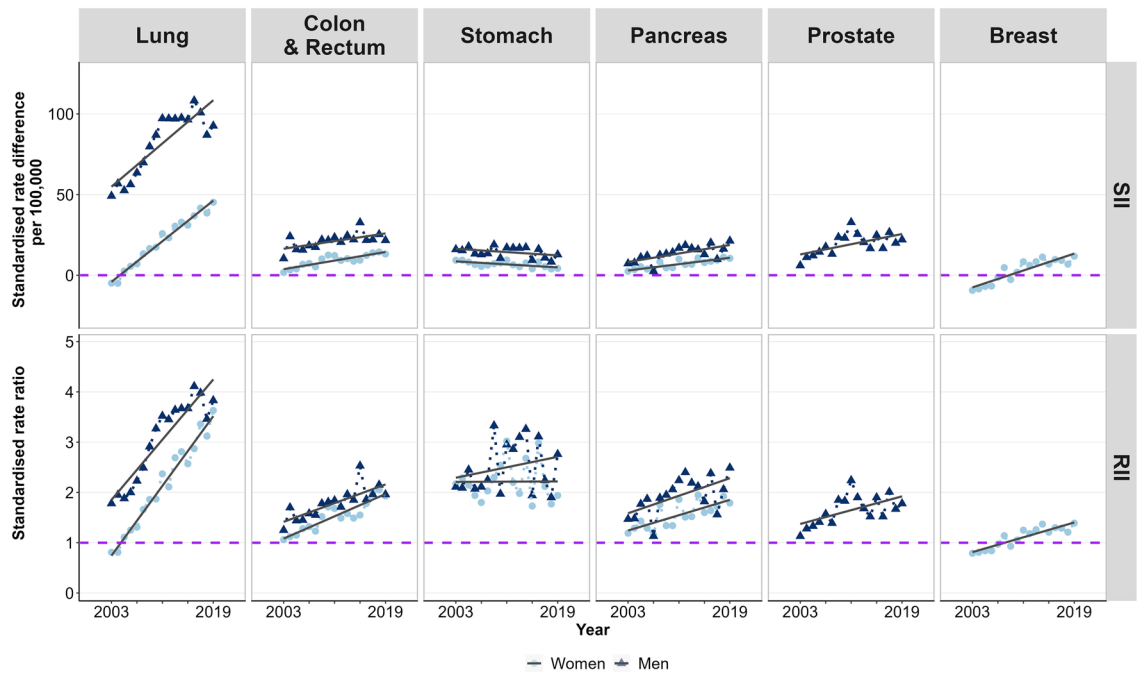 Lung
Colon
& Rectum
Stomach
Pancreas
Prostate
Breast
Standardised rate difference
per 100,000
100
50
0
SII
Standardised rate ratio
5
4
3
2
1
0
RII
2003 2019 2003 2019 2003 2019 2003 2019 2003 2019 2003 2019
Year
Women Men